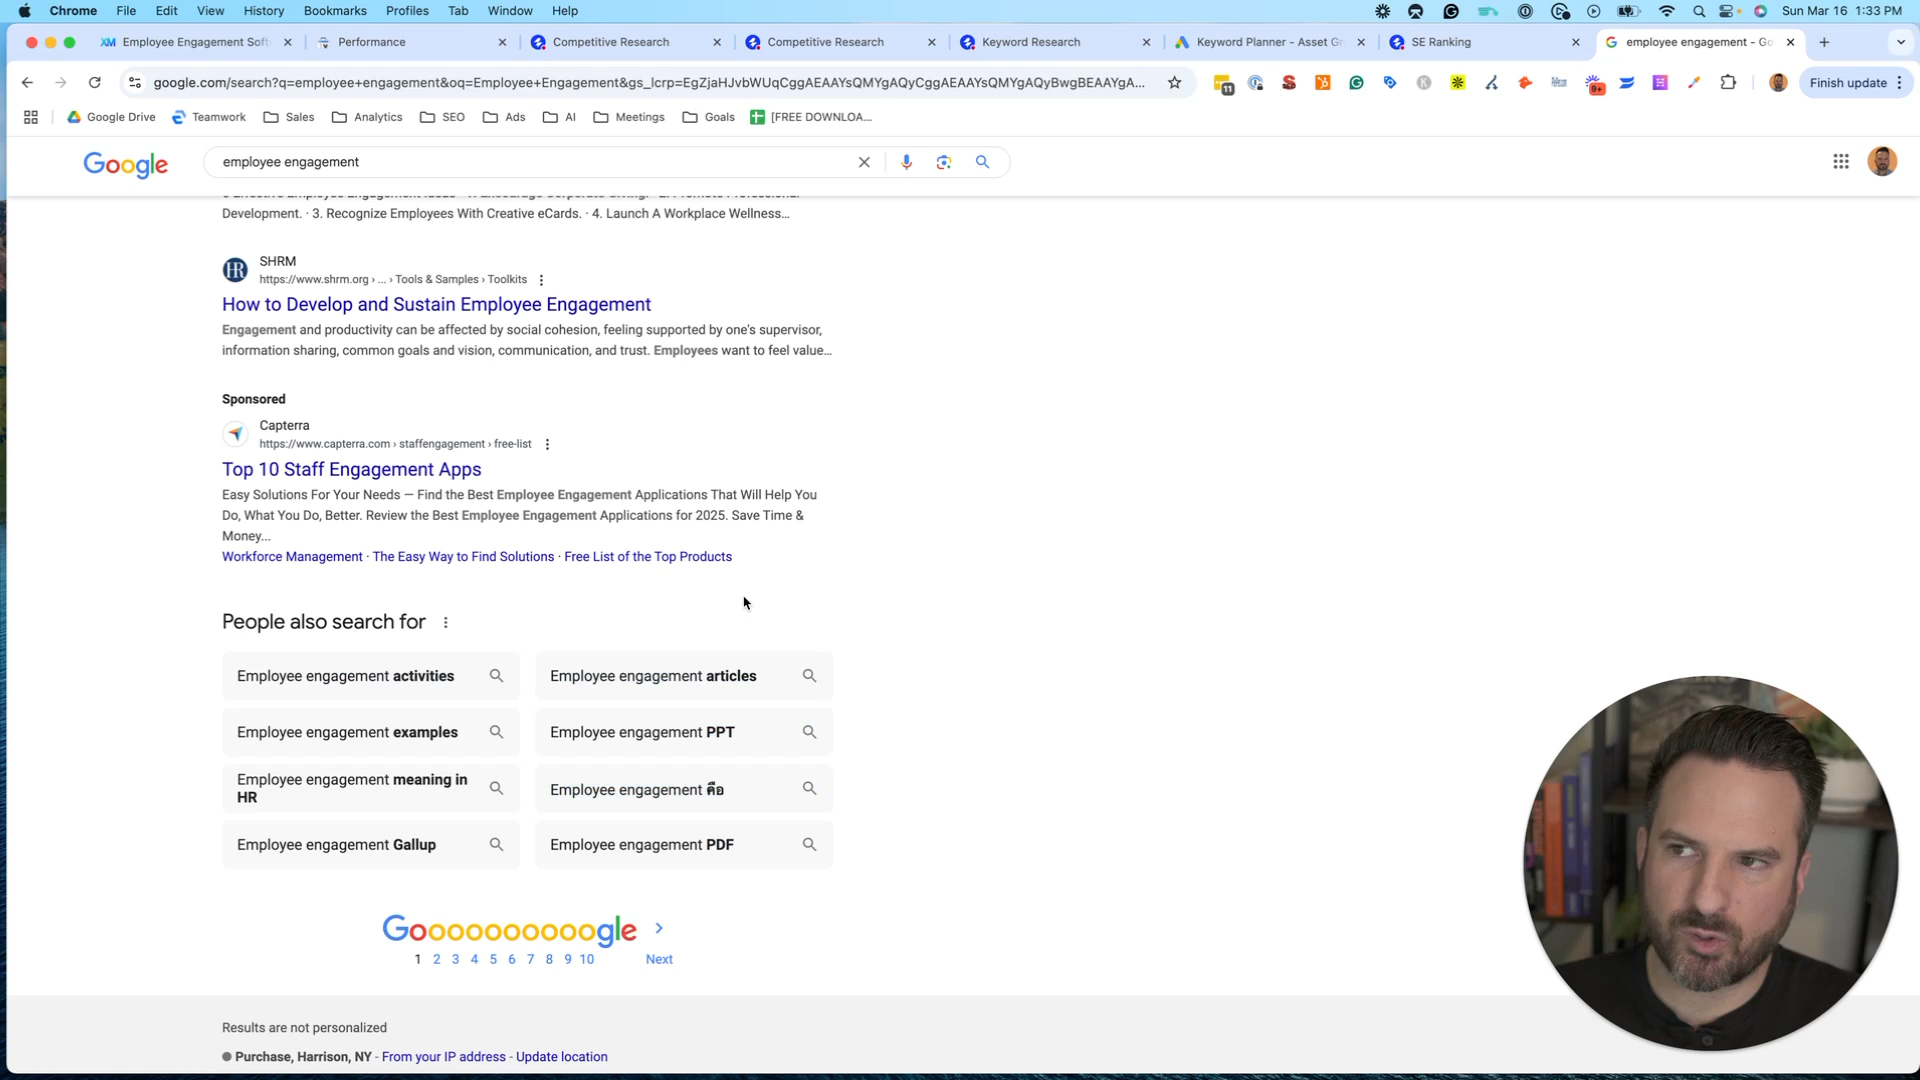 Chrome File Edit View History Bookmarks Profiles Tab Window Help Sun Mar 16 1:33 PM
XM Employee Engagement Soft Performance Competitive Research Competitive Research Keyword Research Keyword Planner - Asset Gr SE Ranking employee engagement - Go
google.com/search?q=employee+engagement&oq=Employee+Engagement&gs_lcrp=EgZjaHJvbWUqCggAEAAYsQMYgAQyCggAEAAYsQMYgAQyBwgBEAAYgA... 11 9+ Finish update
Google Drive Teamwork Sales Analytics SEO Ads AI Meetings Goals [FREE DOWNLOA...
Google employee engagement
Development. · 3. Recognize Employees With Creative eCards. · 4. Launch A Workplace Wellness...
SHRM
https://www.shrm.org › ... › Tools & Samples › Toolkits
How to Develop and Sustain Employee Engagement
Engagement and productivity can be affected by social cohesion, feeling supported by one's supervisor,
information sharing, common goals and vision, communication, and trust. Employees want to feel value...
Sponsored
Capterra
https://www.capterra.com › staffengagement › free-list
Top 10 Staff Engagement Apps
Easy Solutions For Your Needs — Find the Best Employee Engagement Applications That Will Help You
Do, What You Do, Better. Review the Best Employee Engagement Applications for 2025. Save Time &
Money...
Workforce Management · The Easy Way to Find Solutions · Free List of the Top Products
People also search for
Employee engagement activities
Employee engagement articles
Employee engagement examples
Employee engagement PPT
Employee engagement meaning in
HR
Employee engagement คือ
Employee engagement Gallup
Employee engagement PDF
Goooooooooogle
1 2 3 4 5 6 7 8 9 10 Next
Results are not personalized
Purchase, Harrison, NY - From your IP address - Update location